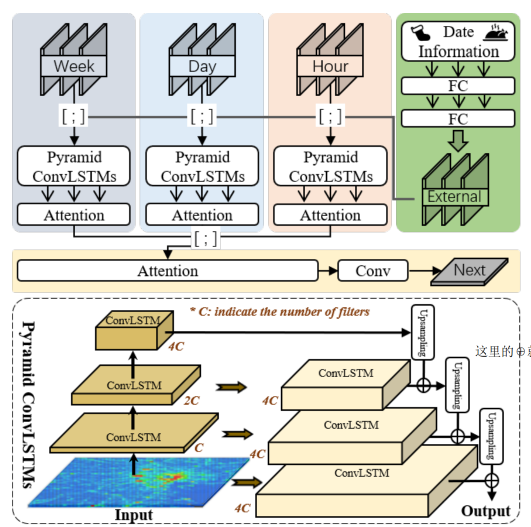 Week
Day
Hour
Date
Information
FC
FC
External
[ ; ]
[ ; ]
[ ; ]
Pyramid
ConvLSTMs
Pyramid
ConvLSTMs
Pyramid
ConvLSTMs
Attention
Attention
Attention
[ ; ]
Attention
Conv
Next
Pyramid ConvLSTMs
* C: indicate the number of filters
ConvLSTM
4C
ConvLSTM
2C
ConvLSTM
C
Input
ConvLSTM
4C
ConvLSTM
4C
ConvLSTM
4C
Upsampling
Upsampling
Upsampling
这里的⊕
Output